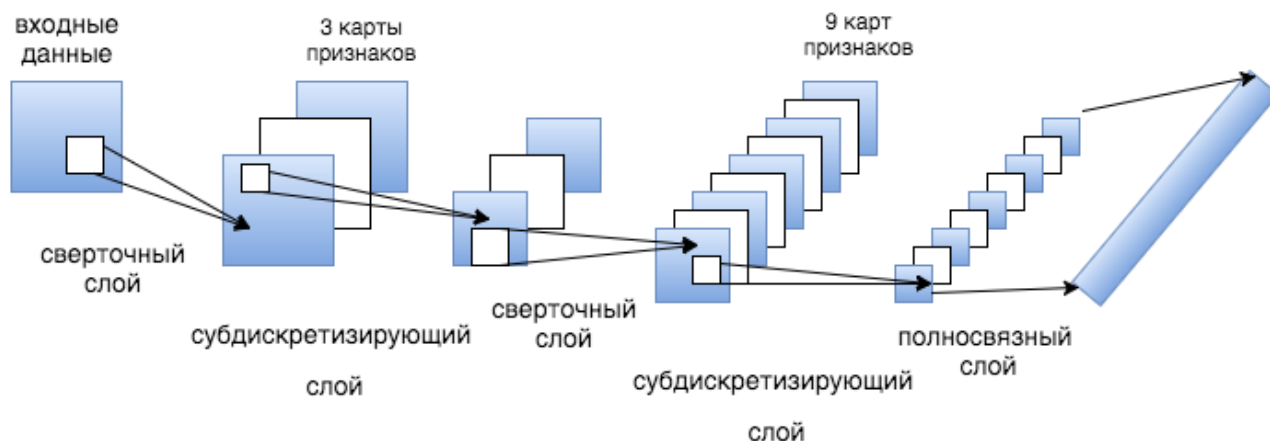 входные
данные
3 карты
признаков
9 карт
признаков
сверточный
слой
субдискретизирующий
слой
сверточный
слой
субдискретизирующий
слой
полносвязный
слой